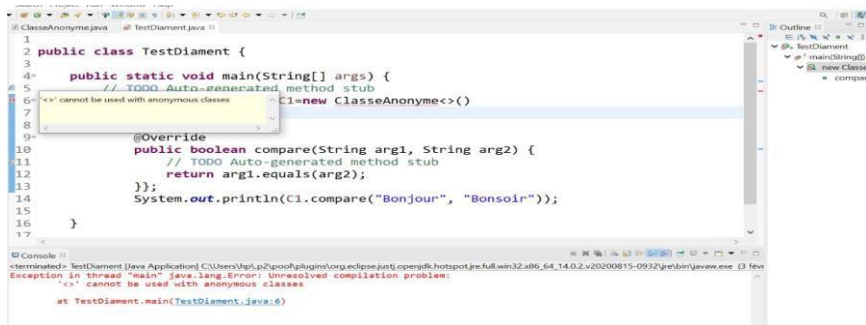 ClasseAnonyme.java TestDiament.java
Outline
1
2 public class TestDiament {
3
4 public static void main(String[] args) {
5 // TODO Auto-generated method stub
6 C1=new ClasseAnonyme<>()
'<>' cannot be used with anonymous classes
7
8
9 @Override
10 public boolean compare(String arg1, String arg2) {
11 // TODO Auto-generated method stub
12 return arg1.equals(arg2);
13 }};
14 System.out.println(C1.compare("Bonjour", "Bonsoir"));
15
16 }
17
TestDiament
main(String[])
new Classe
compar
Console
<terminated> TestDiament [Java Application] C:\Users\hp\.p2\pool\plugins\org.eclipse.justj.openjdk.hotspot.jre.full.win32.x86_64_14.0.2.v20200815-0932\jre\bin\javaw.exe (3 févr
Exception in thread "main" java.lang.Error: Unresolved compilation problem:
'<>' cannot be used with anonymous classes
at TestDiament.main(TestDiament.java:6)